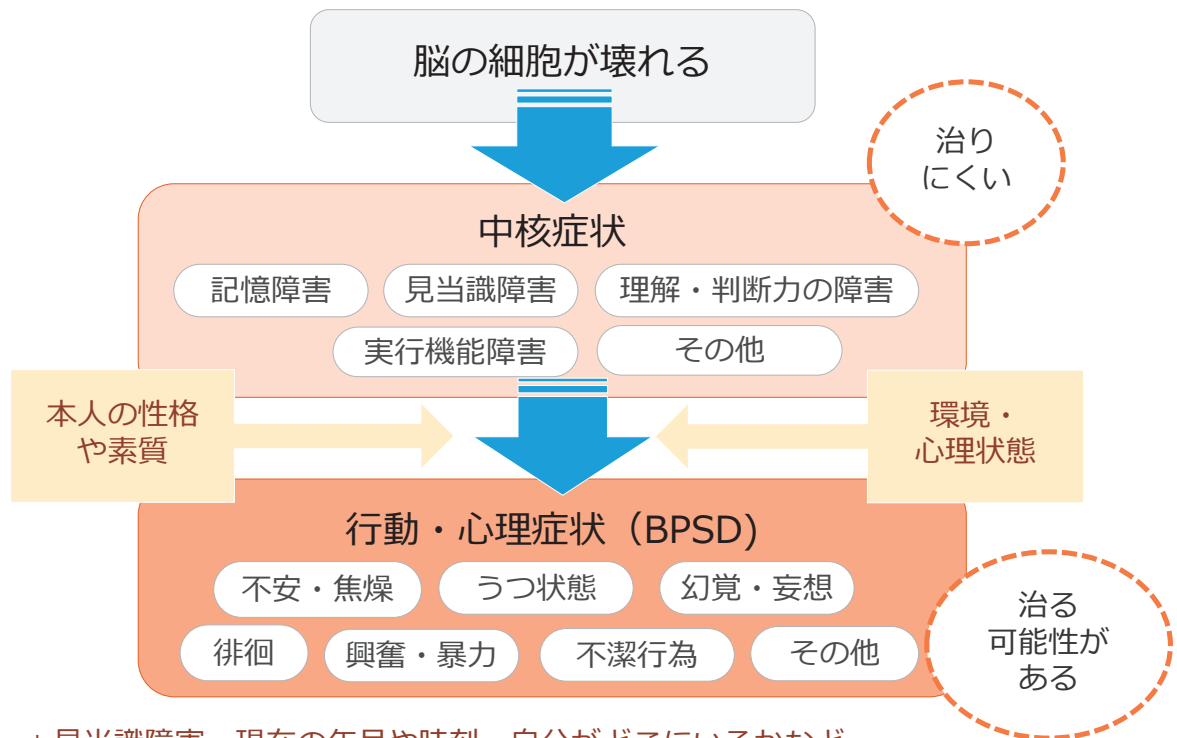 脳の細胞が壊れる
治り
にくい
中核症状
記憶障害
見当識障害
理解・判断力の障害
実行機能障害
その他
本人の性格
や素質
環境・
心理状態
行動・心理症状（BPSD)
不安・焦燥
うつ状態
幻覚・妄想
徘徊
興奮・暴力
不潔行為
その他
治る
可能性が
ある